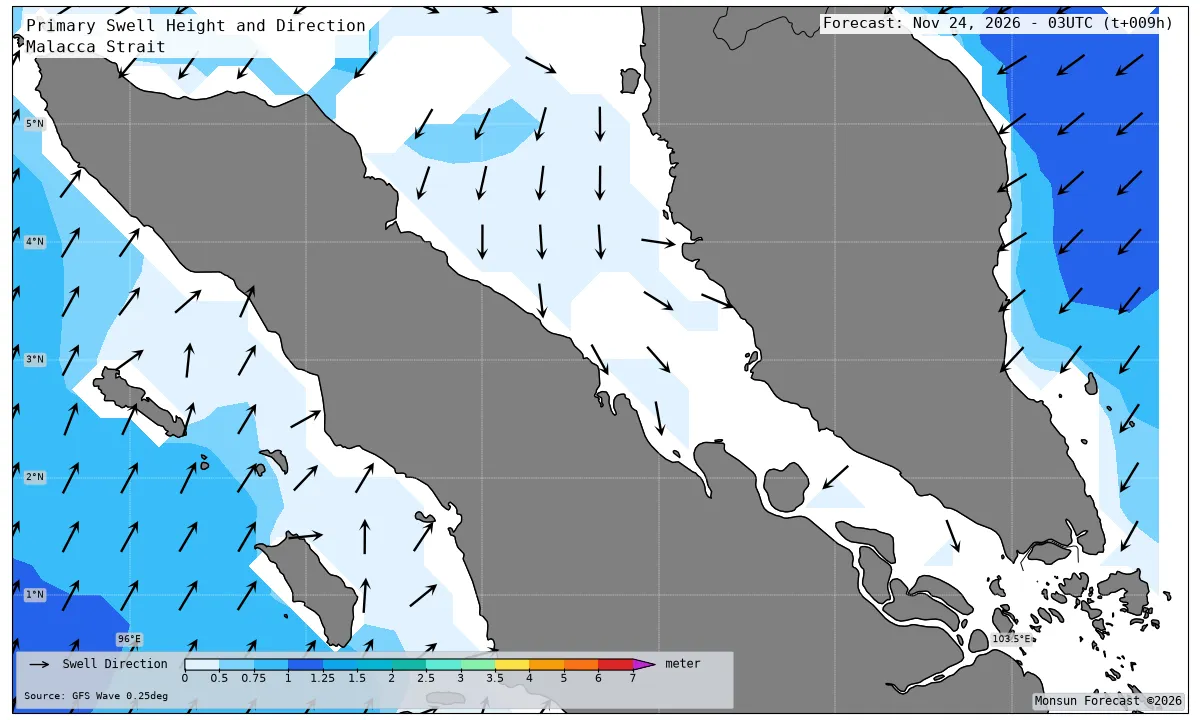 Primary Swell Height and Direction
Malacca Strait
Forecast: Nov 24, 2026 - 03UTC (t+009h)
5°N
4°N
3°N
2°N
1°N
96°E
103.5°E
Swell Direction
meter
0 0.5 0.75 1 1.25 1.5 2 2.5 3 3.5 4 5 6 7
Source: GFS Wave 0.25deg
Monsun Forecast ©2026